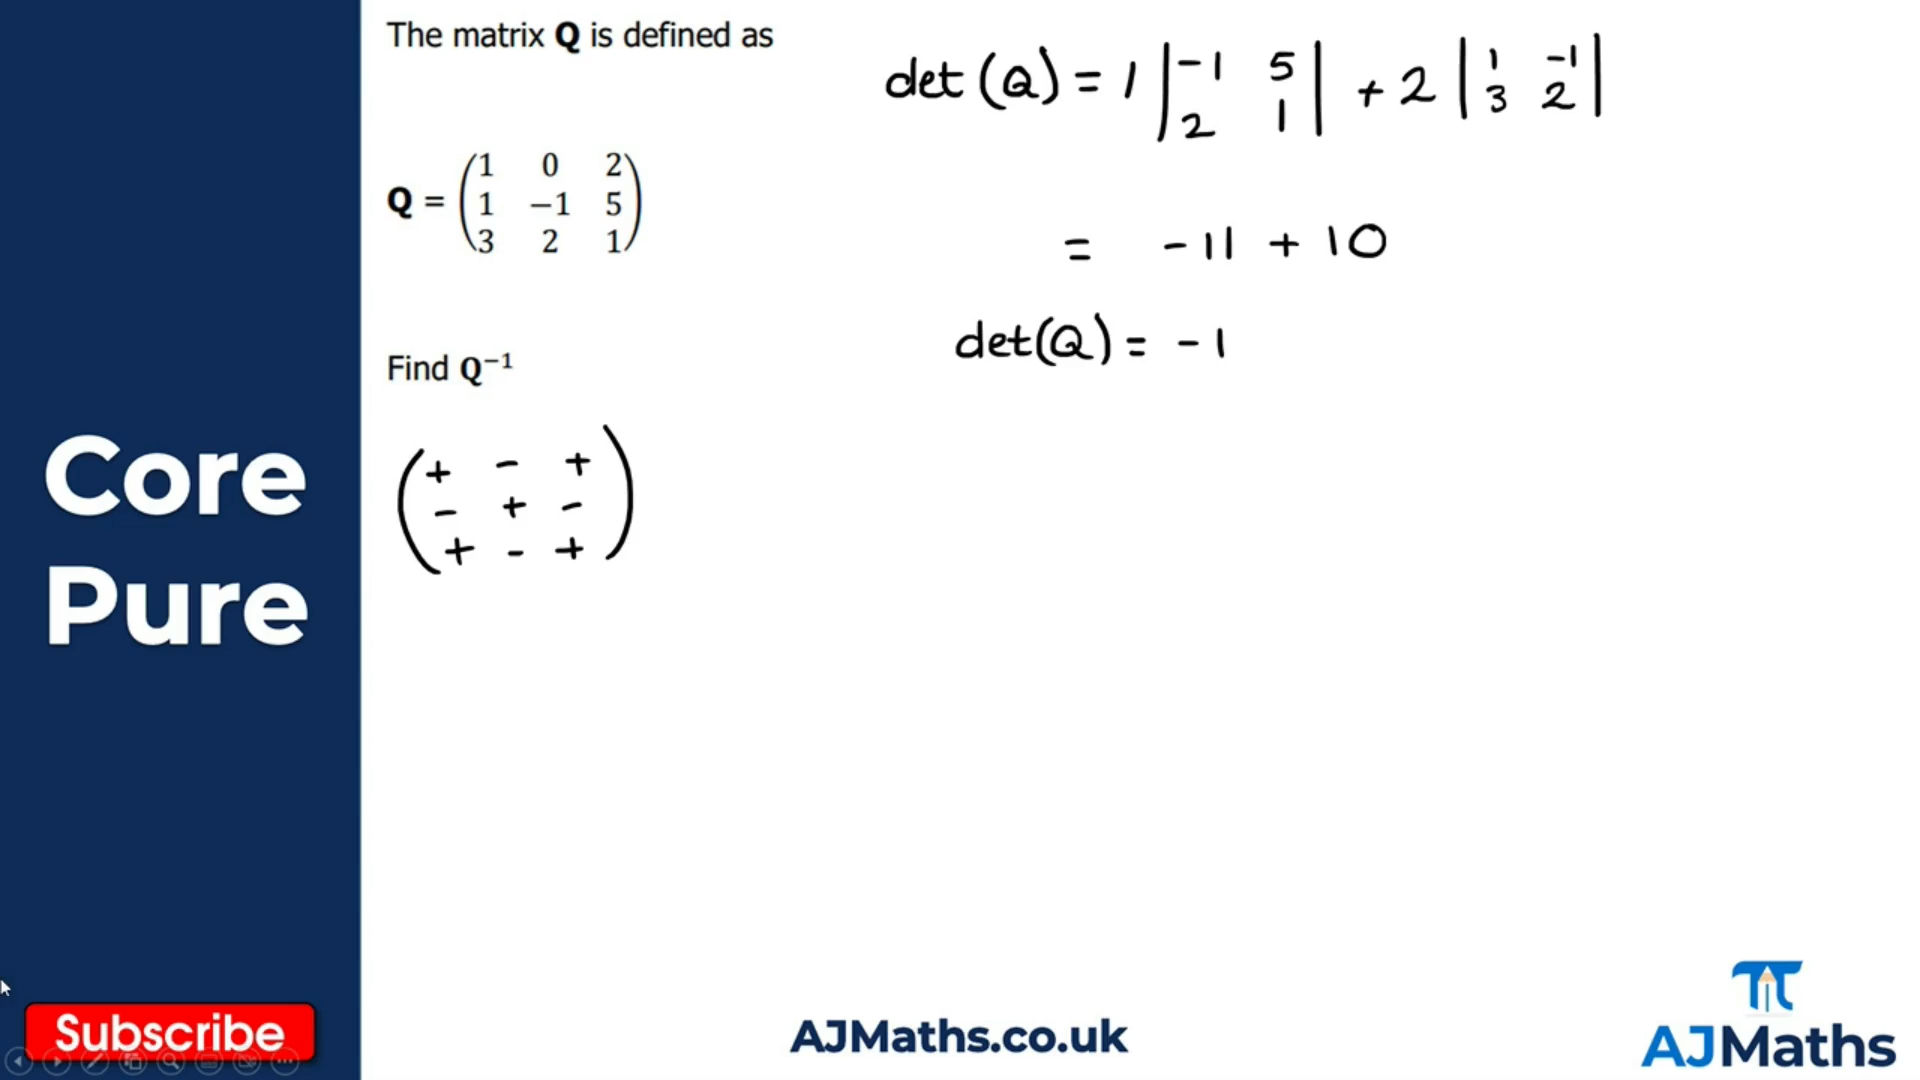 The matrix Q is defined as
Q = (1 0 2
1 −1 5
3 2 1)
Find Q⁻¹
(+ - +
- + -
+ - +)
det (Q) = 1 |-1 5
2 1| + 2 |1 -1
3 2|
= -11 + 10
det(Q) = -1
Core
Pure
Subscribe
AJMaths.co.uk
AJMaths